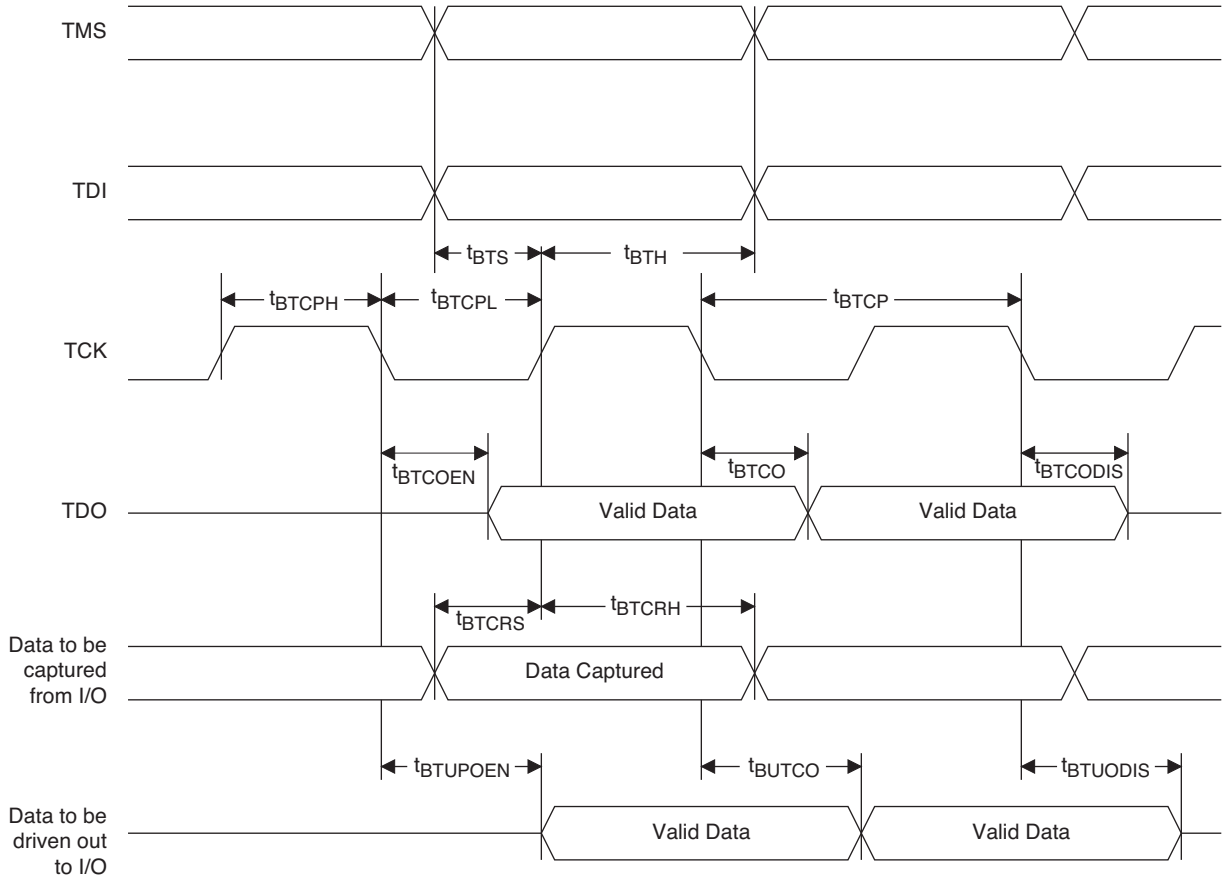 TMS
TDI
tBTS
tBTH
tBTCPH
tBTCPL
tBTCP
TCK
tBTCOEN
tBTCO
tBTCODIS
TDO
Valid Data
Valid Data
tBTCRS
tBTCRH
Data to be
captured
from I/O
Data Captured
tBTUPOEN
tBUTCO
tBTUODIS
Data to be
driven out
to I/O
Valid Data
Valid Data